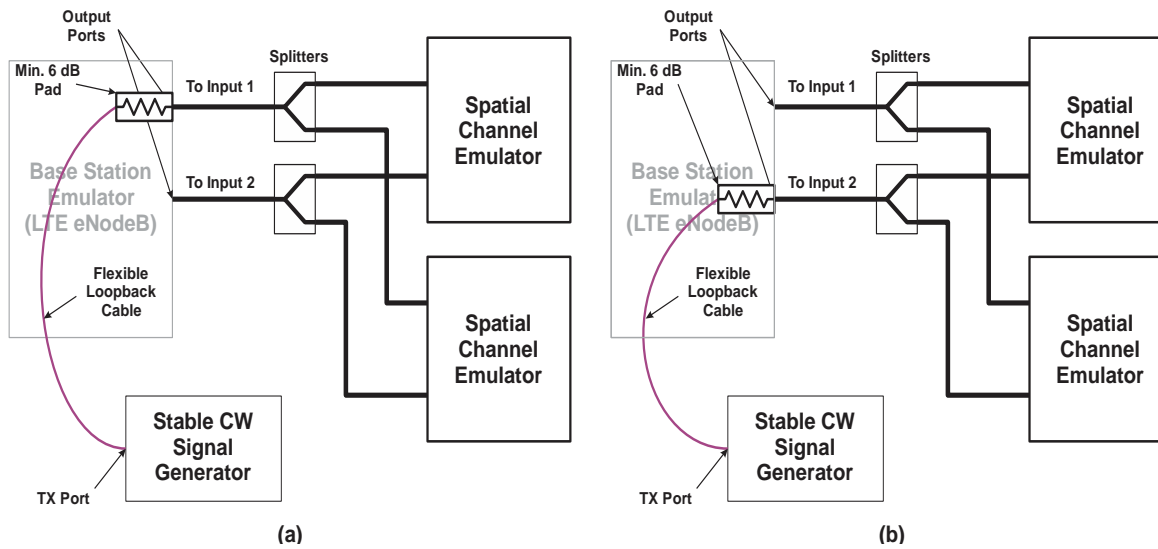 Output
Ports
Splitters
Min. 6 dB
Pad
To Input 1
Spatial
Channel
Emulator
Base Station
Emulator
(LTE eNodeB)
To Input 2
Flexible
Loopback
Cable
Spatial
Channel
Emulator
Stable CW
Signal
Generator
TX Port
(a)
Output
Ports
Splitters
Min. 6 dB
Pad
To Input 1
Spatial
Channel
Emulator
Base Station
Emulat
(LTE eNodeB)
To Input 2
Flexible
Loopback
Cable
Spatial
Channel
Emulator
Stable CW
Signal
Generator
TX Port
(b)